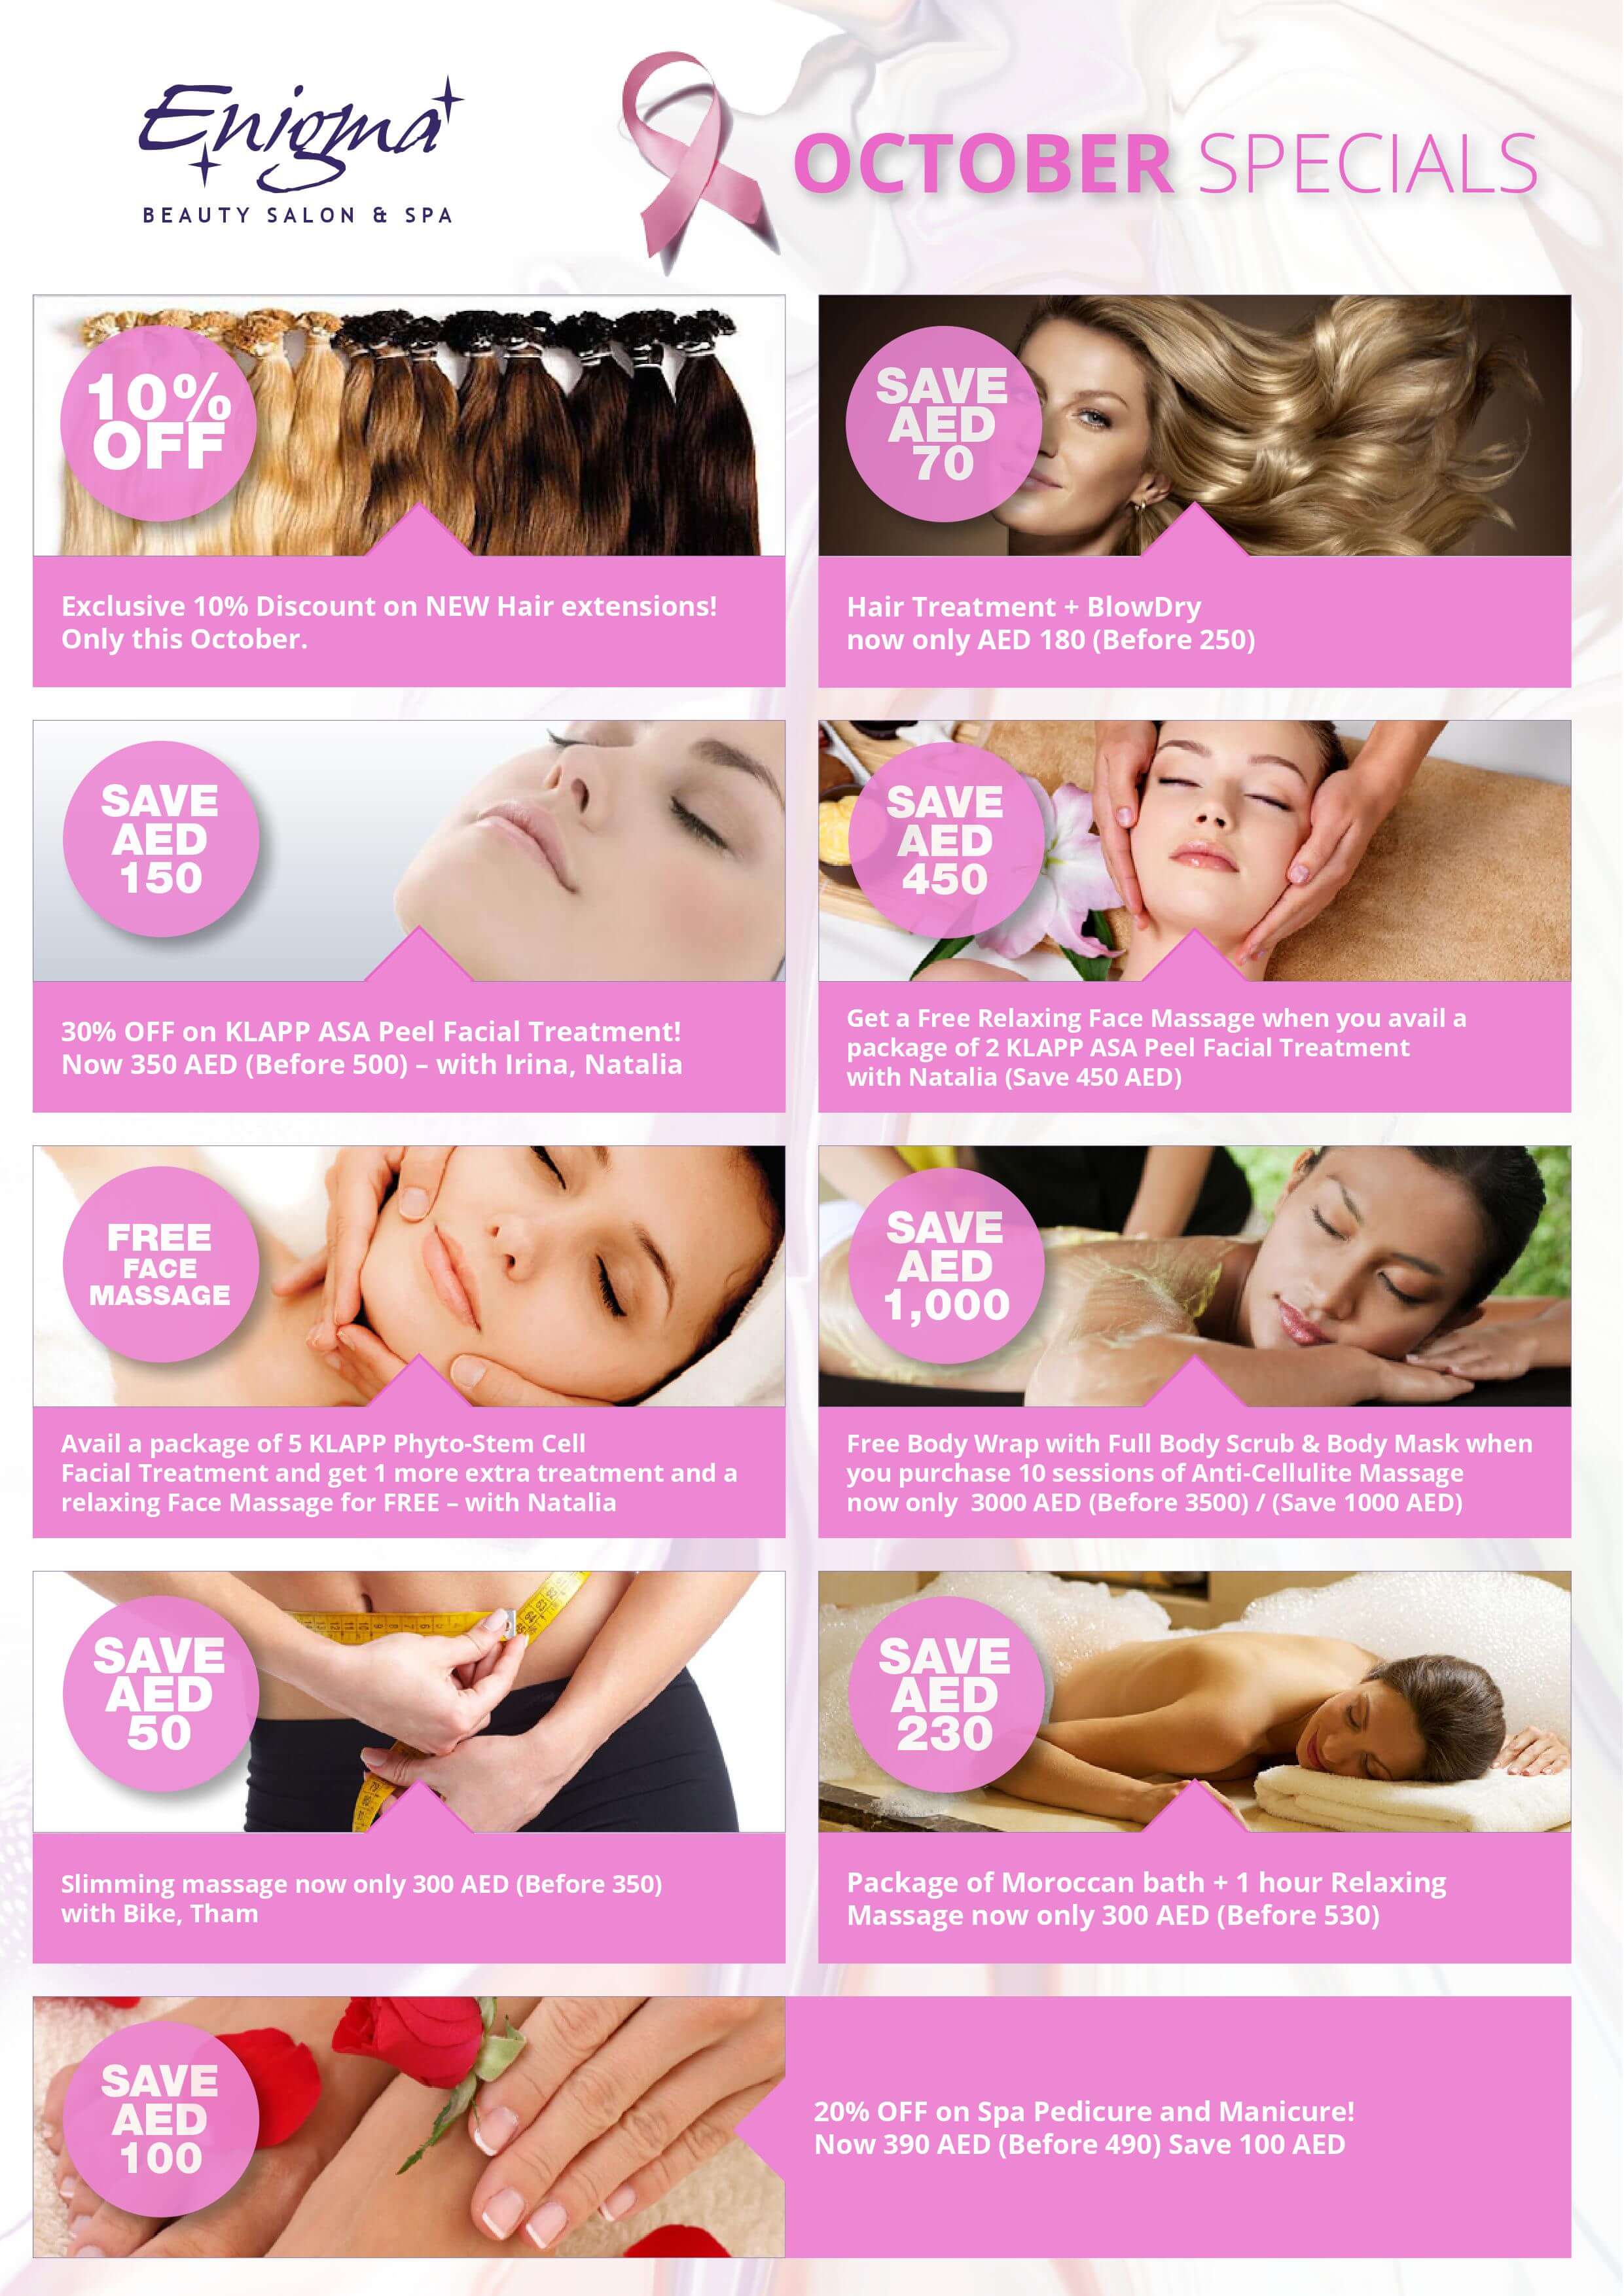 Enigma
BEAUTY SALON & SPA
OCTOBER SPECIALS
10%
OFF
Exclusive 10% Discount on NEW Hair extensions!
Only this October.
SAVE
AED
70
Hair Treatment + BlowDry
now only AED 180 (Before 250)
SAVE
AED
150
30% OFF on KLAPP ASA Peel Facial Treatment!
Now 350 AED (Before 500) – with Irina, Natalia
SAVE
AED
450
Get a Free Relaxing Face Massage when you avail a
package of 2 KLAPP ASA Peel Facial Treatment
with Natalia (Save 450 AED)
FREE
FACE
MASSAGE
Avail a package of 5 KLAPP Phyto-Stem Cell
Facial Treatment and get 1 more extra treatment and a
relaxing Face Massage for FREE – with Natalia
SAVE
AED
1,000
Free Body Wrap with Full Body Scrub & Body Mask when
you purchase 10 sessions of Anti-Cellulite Massage
now only  3000 AED (Before 3500) / (Save 1000 AED)
SAVE
AED
50
Slimming massage now only 300 AED (Before 350)
with Bike, Tham
SAVE
AED
230
Package of Moroccan bath + 1 hour Relaxing
Massage now only 300 AED (Before 530)
SAVE
AED
100
20% OFF on Spa Pedicure and Manicure!
Now 390 AED (Before 490) Save 100 AED